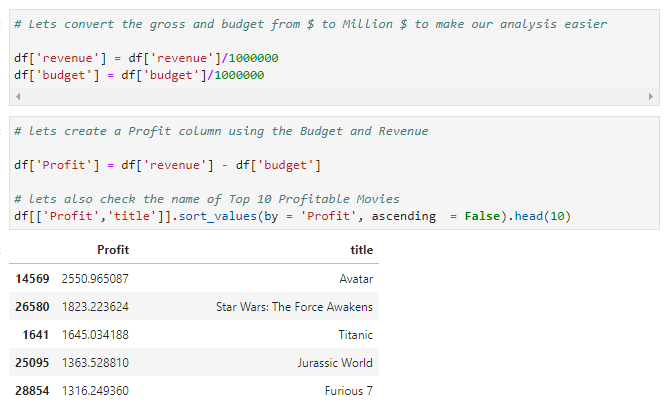 # Lets convert the gross and budget from $ to Million $ to make our analysis easier
df['revenue'] = df['revenue']/1000000
df['budget'] = df['budget']/1000000
# lets create a Profit column using the Budget and Revenue
df['Profit'] = df['revenue'] - df['budget']
# lets also check the name of Top 10 Profitable Movies
df[['Profit','title']].sort_values(by = 'Profit', ascending  = False).head(10)
Profit title
14569 2550.965087 Avatar
26580 1823.223624 Star Wars: The Force Awakens
1641 1645.034188 Titanic
25095 1363.528810 Jurassic World
28854 1316.249360 Furious 7